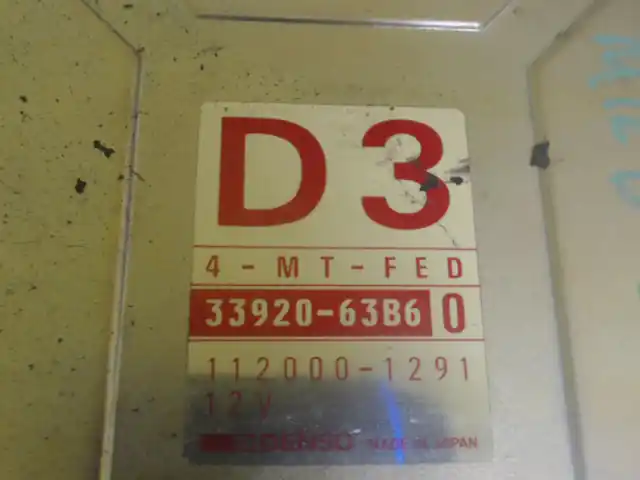 D3
4-MT-FED
33920-63B6 0
112000-1291
12V
DENSO MADE IN JAPAN